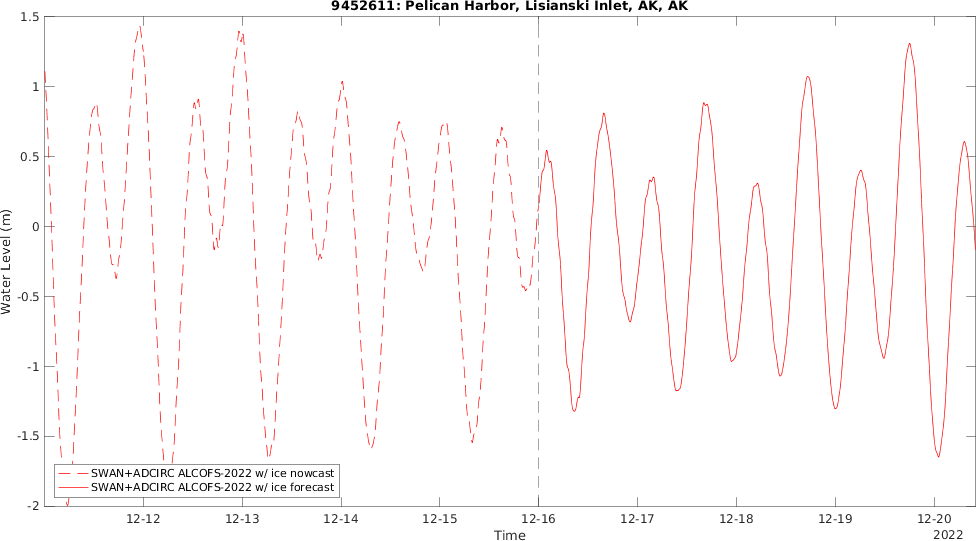 9452611: Pelican Harbor, Lisianski Inlet, AK, AK
1.5
1
0.5
0
-0.5
-1
-1.5
-2
Water Level (m)
SWAN+ADCIRC ALCOFS-2022 w/ ice nowcast
SWAN+ADCIRC ALCOFS-2022 w/ ice forecast
12-12 12-13 12-14 12-15 12-16 12-17 12-18 12-19 12-20
Time
2022